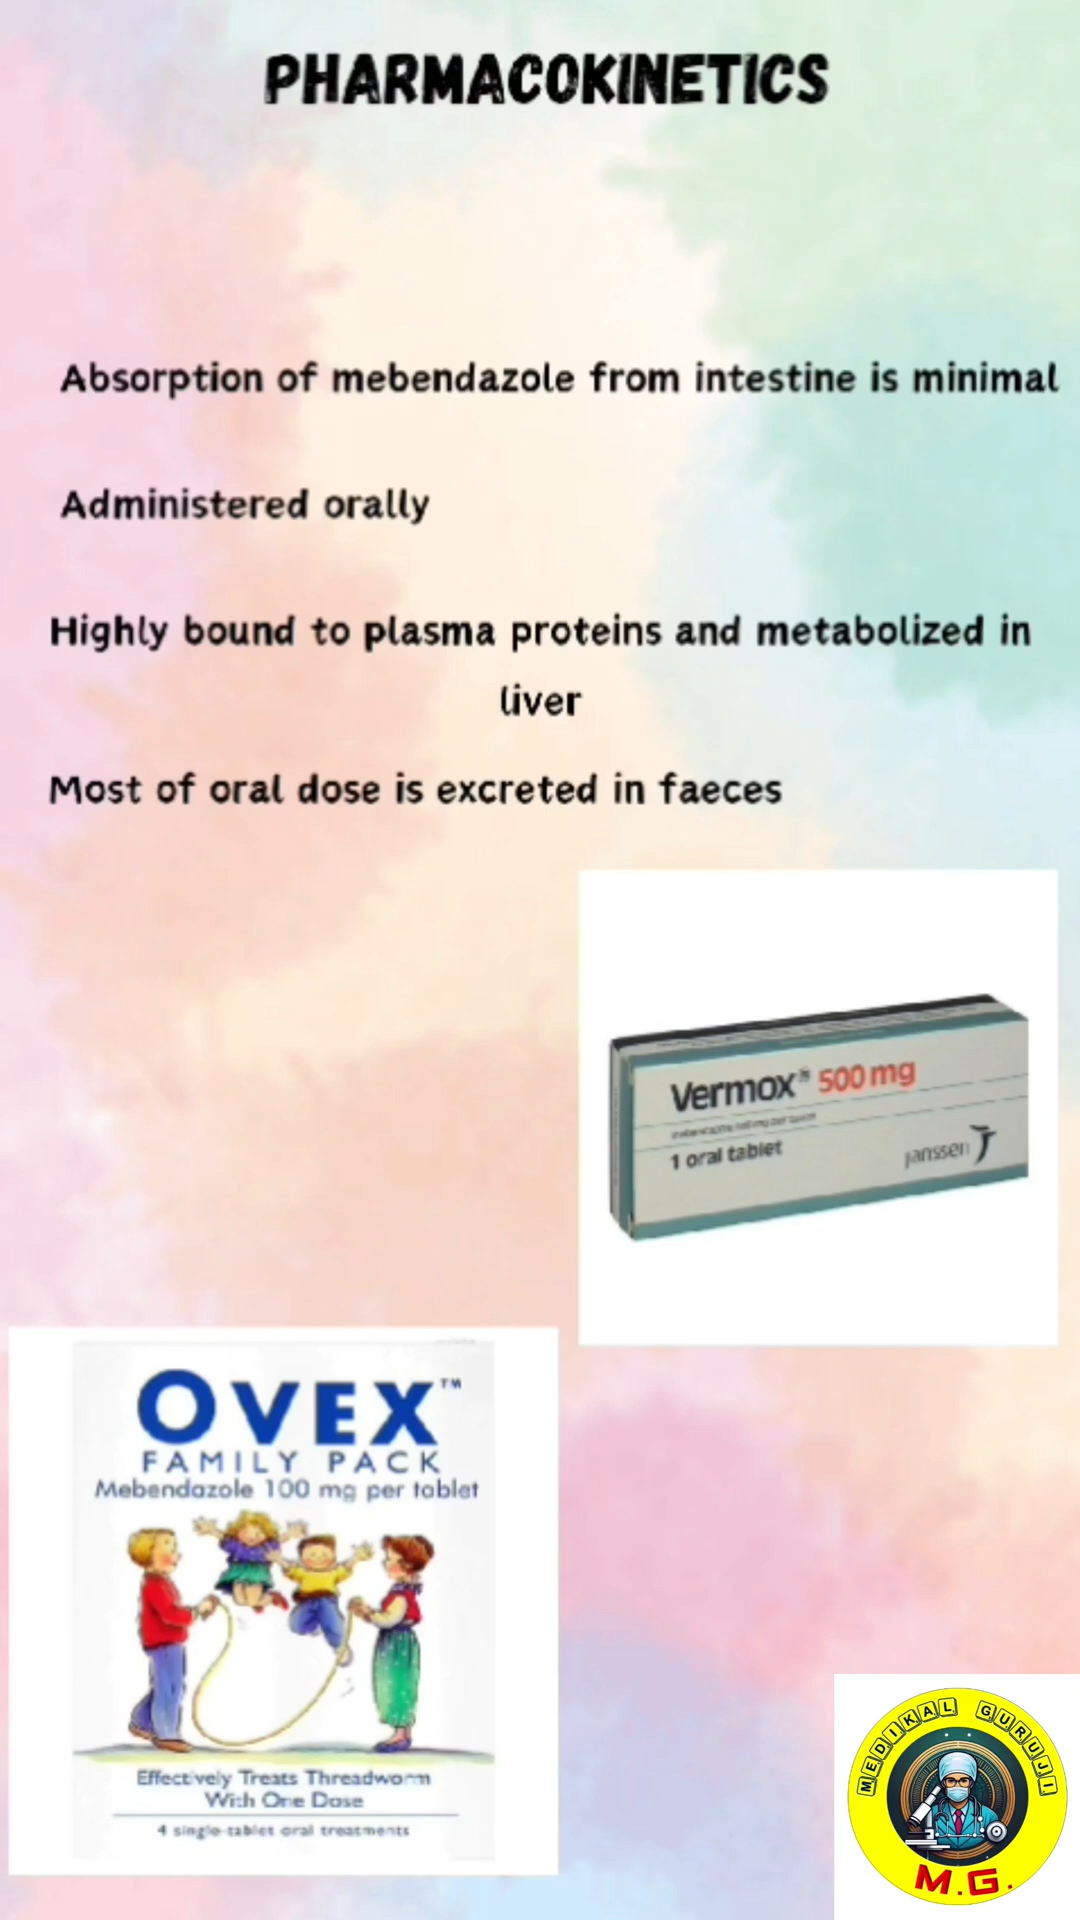 PHARMACOKINETICS
Absorption of mebendazole from intestine is minimal
Administered orally
Highly bound to plasma proteins and metabolized in
liver
Most of oral dose is excreted in faeces
Vermox® 500 mg
1 oral tablet
janssen
OVEX™
FAMILY PACK
Mebendazole 100 mg per tablet
Effectively Treats Threadworm
With One Dose
4 single-tablet oral treatments
MEDIKAL GURUJI
M.G.